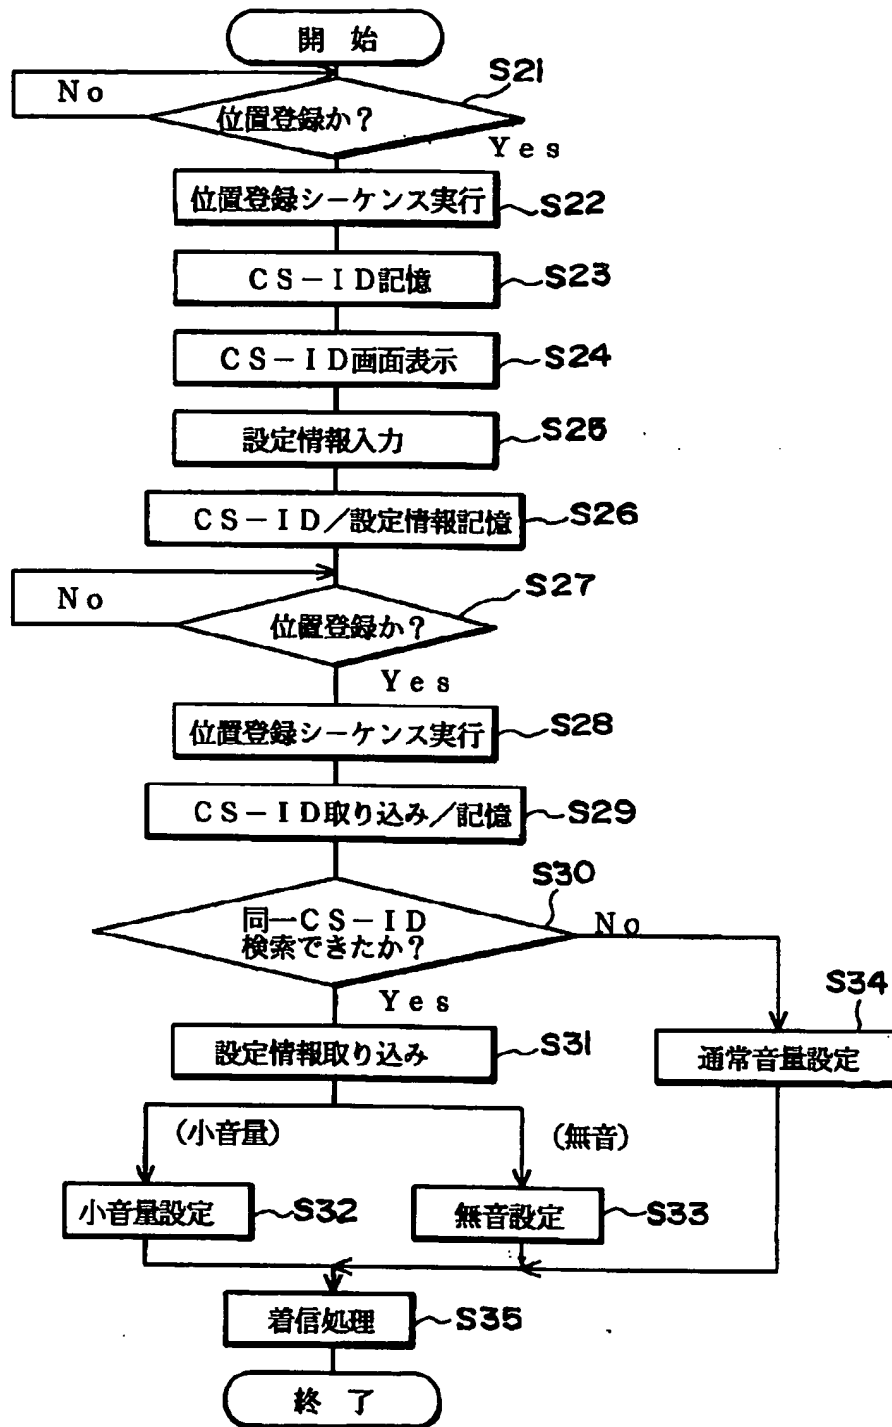 開 始
No
S21
位置登録か？
Yes
位置登録シーケンス実行
S22
CS－ID記憶
S23
CS－ID画面表示
S24
設定情報入力
S25
CS－ID／設定情報記憶
S26
No
S27
位置登録か？
Yes
位置登録シーケンス実行
S28
CS－ID取り込み／記憶
S29
S30
同一CS－ID
検索できたか？
No
Yes
S34
設定情報取り込み
S31
通常音量設定
(小音量)
(無音)
小音量設定
S32
無音設定
S33
着信処理
S35
終 了